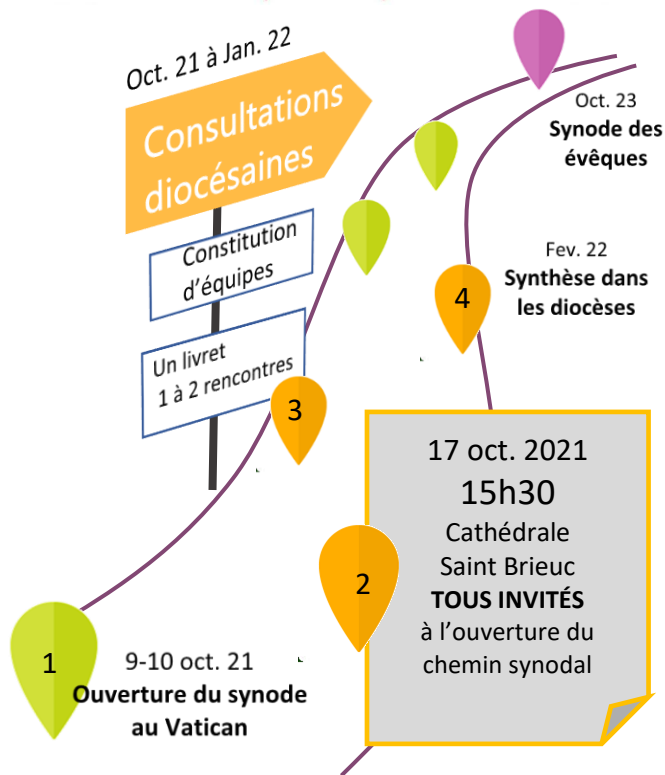 Oct. 21 à Jan. 22
Consultations
diocésaines
Constitution
d'équipes
Un livret
1 à 2 rencontres
Oct. 23
Synode des
évêques
Fev. 22
Synthèse dans
les diocèses
4
3
17 oct. 2021
15h30
Cathédrale
Saint Brieuc
TOUS INVITÉS
à l'ouverture du
chemin synodal
2
1
9-10 oct. 21
Ouverture du synode
au Vatican